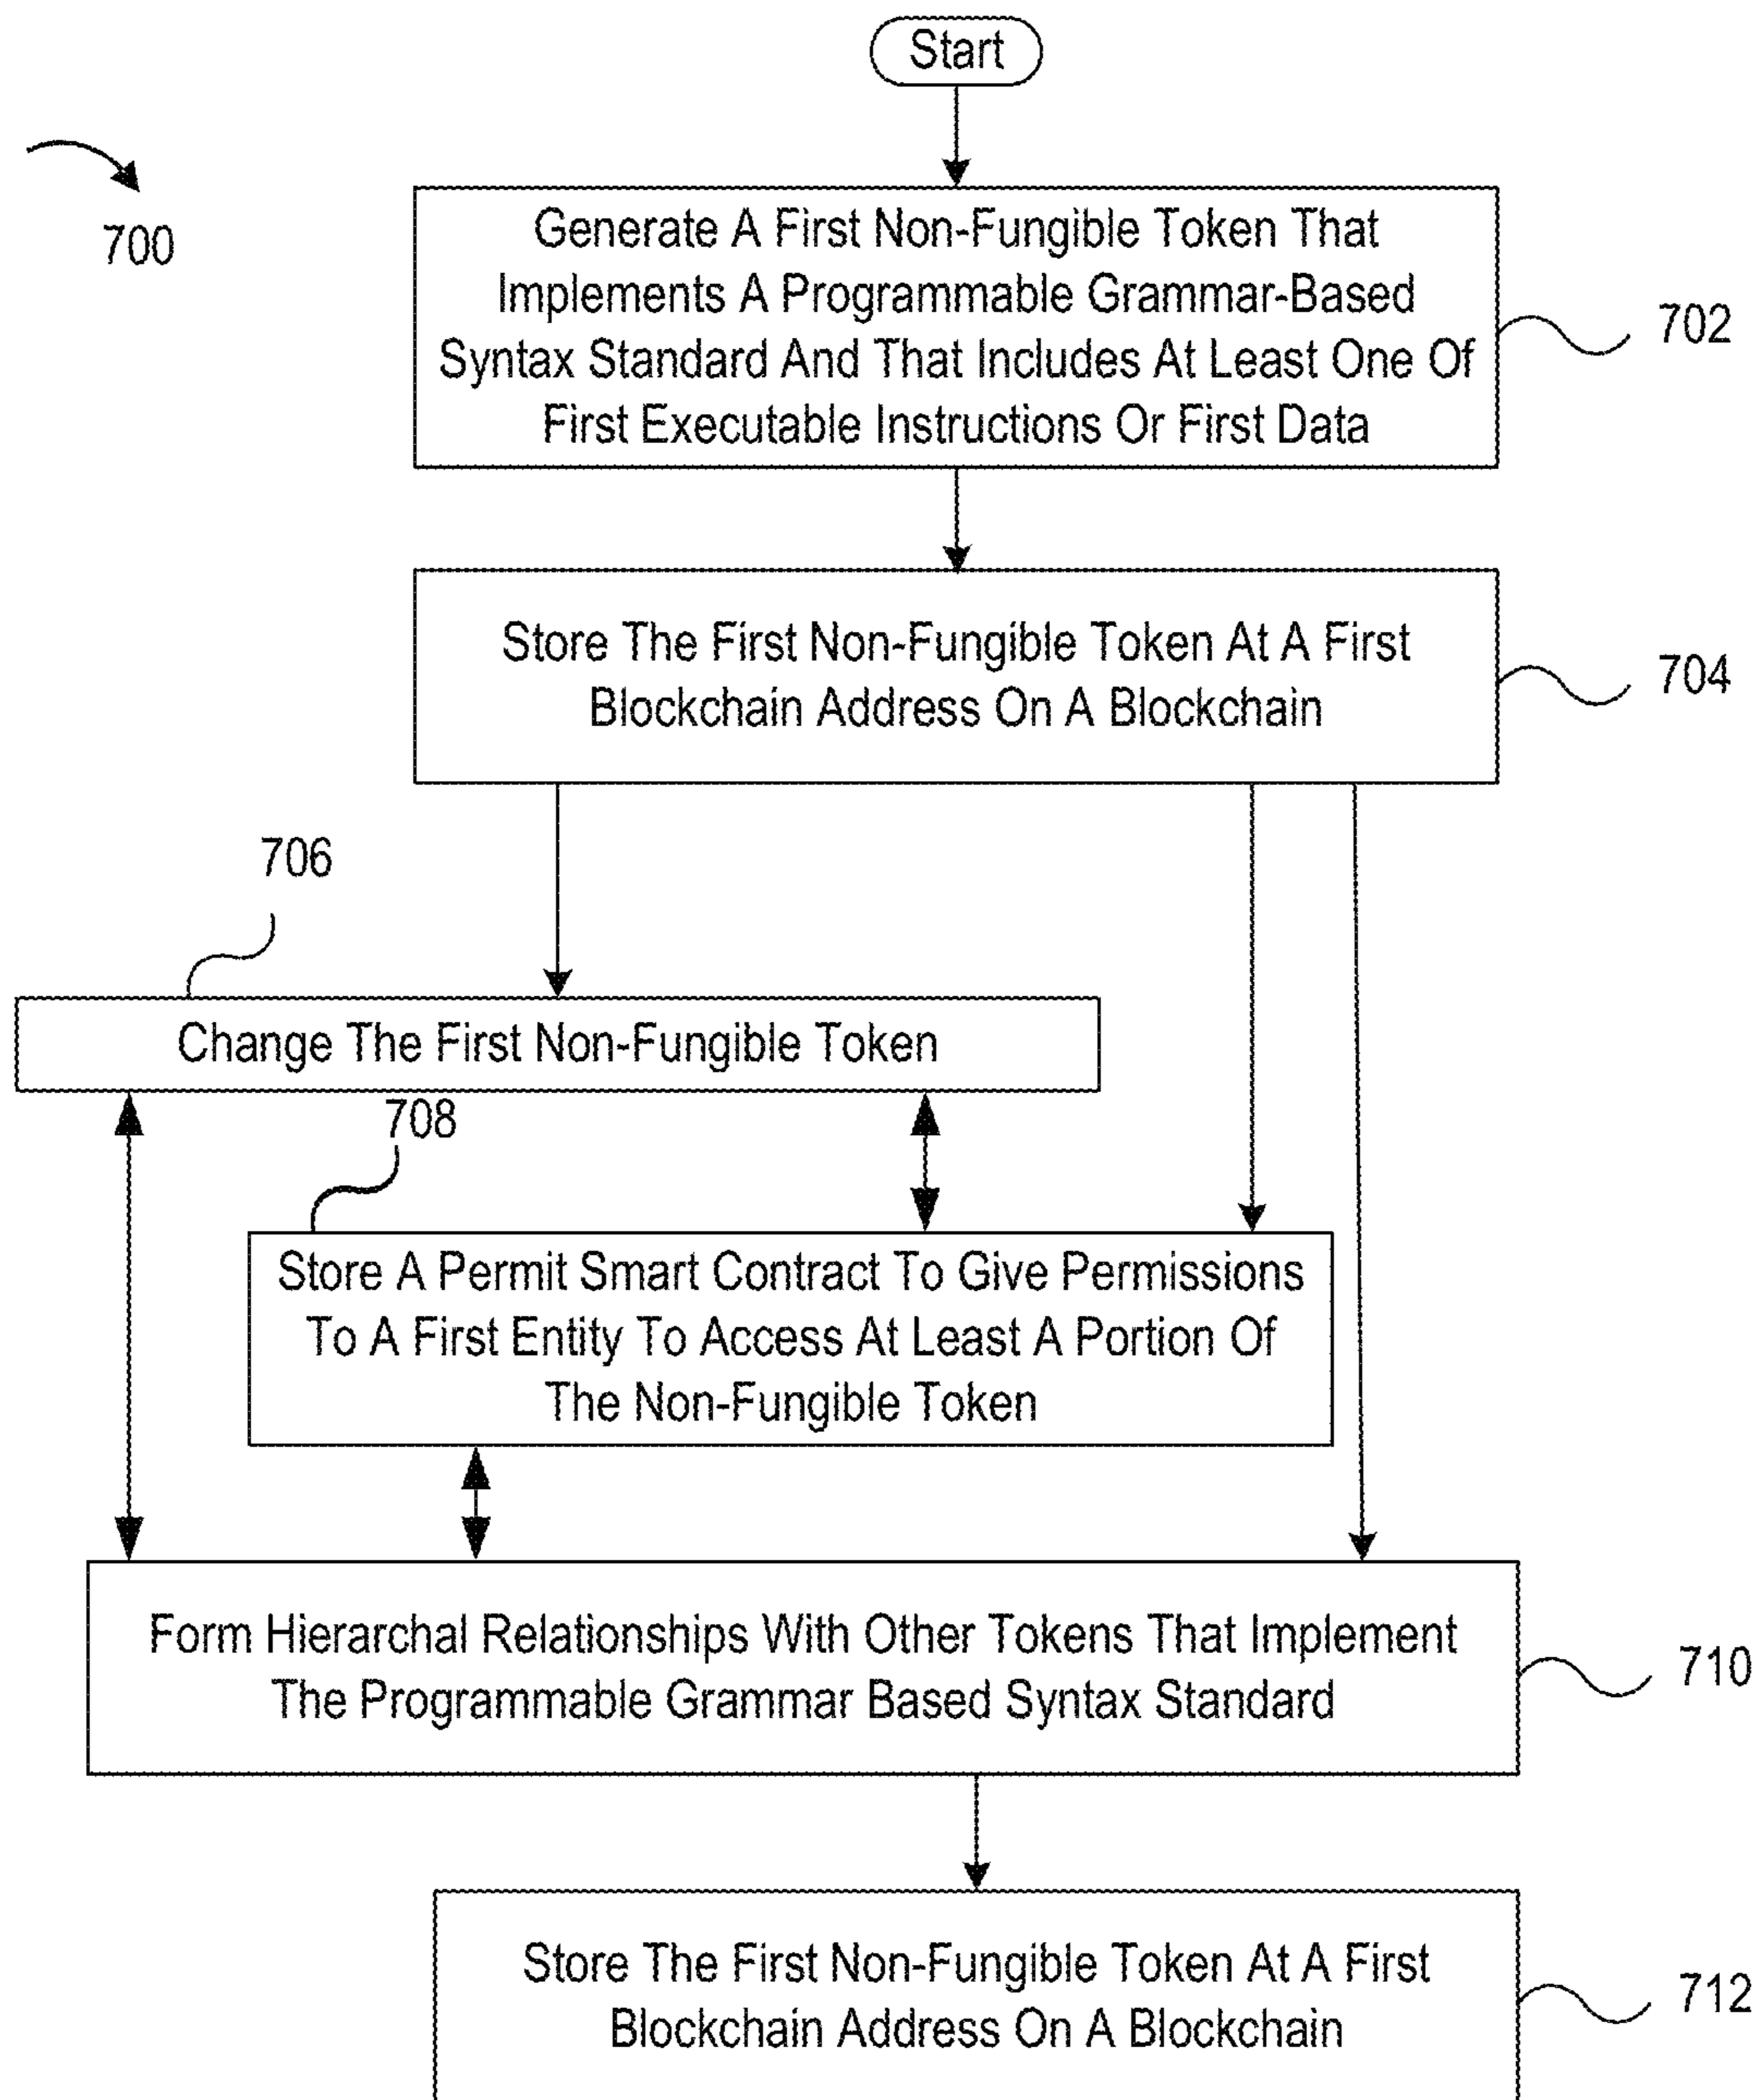 Start
700
Generate A First Non-Fungible Token That
Implements A Programmable Grammar-Based
Syntax Standard And That Includes At Least One Of
First Executable Instructions Or First Data
702
Store The First Non-Fungible Token At A First
Blockchain Address On A Blockchain
704
706
Change The First Non-Fungible Token
708
Store A Permit Smart Contract To Give Permissions
To A First Entity To Access At Least A Portion Of
The Non-Fungible Token
Form Hierarchal Relationships With Other Tokens That Implement
The Programmable Grammar Based Syntax Standard
710
Store The First Non-Fungible Token At A First
Blockchain Address On A Blockchain
712